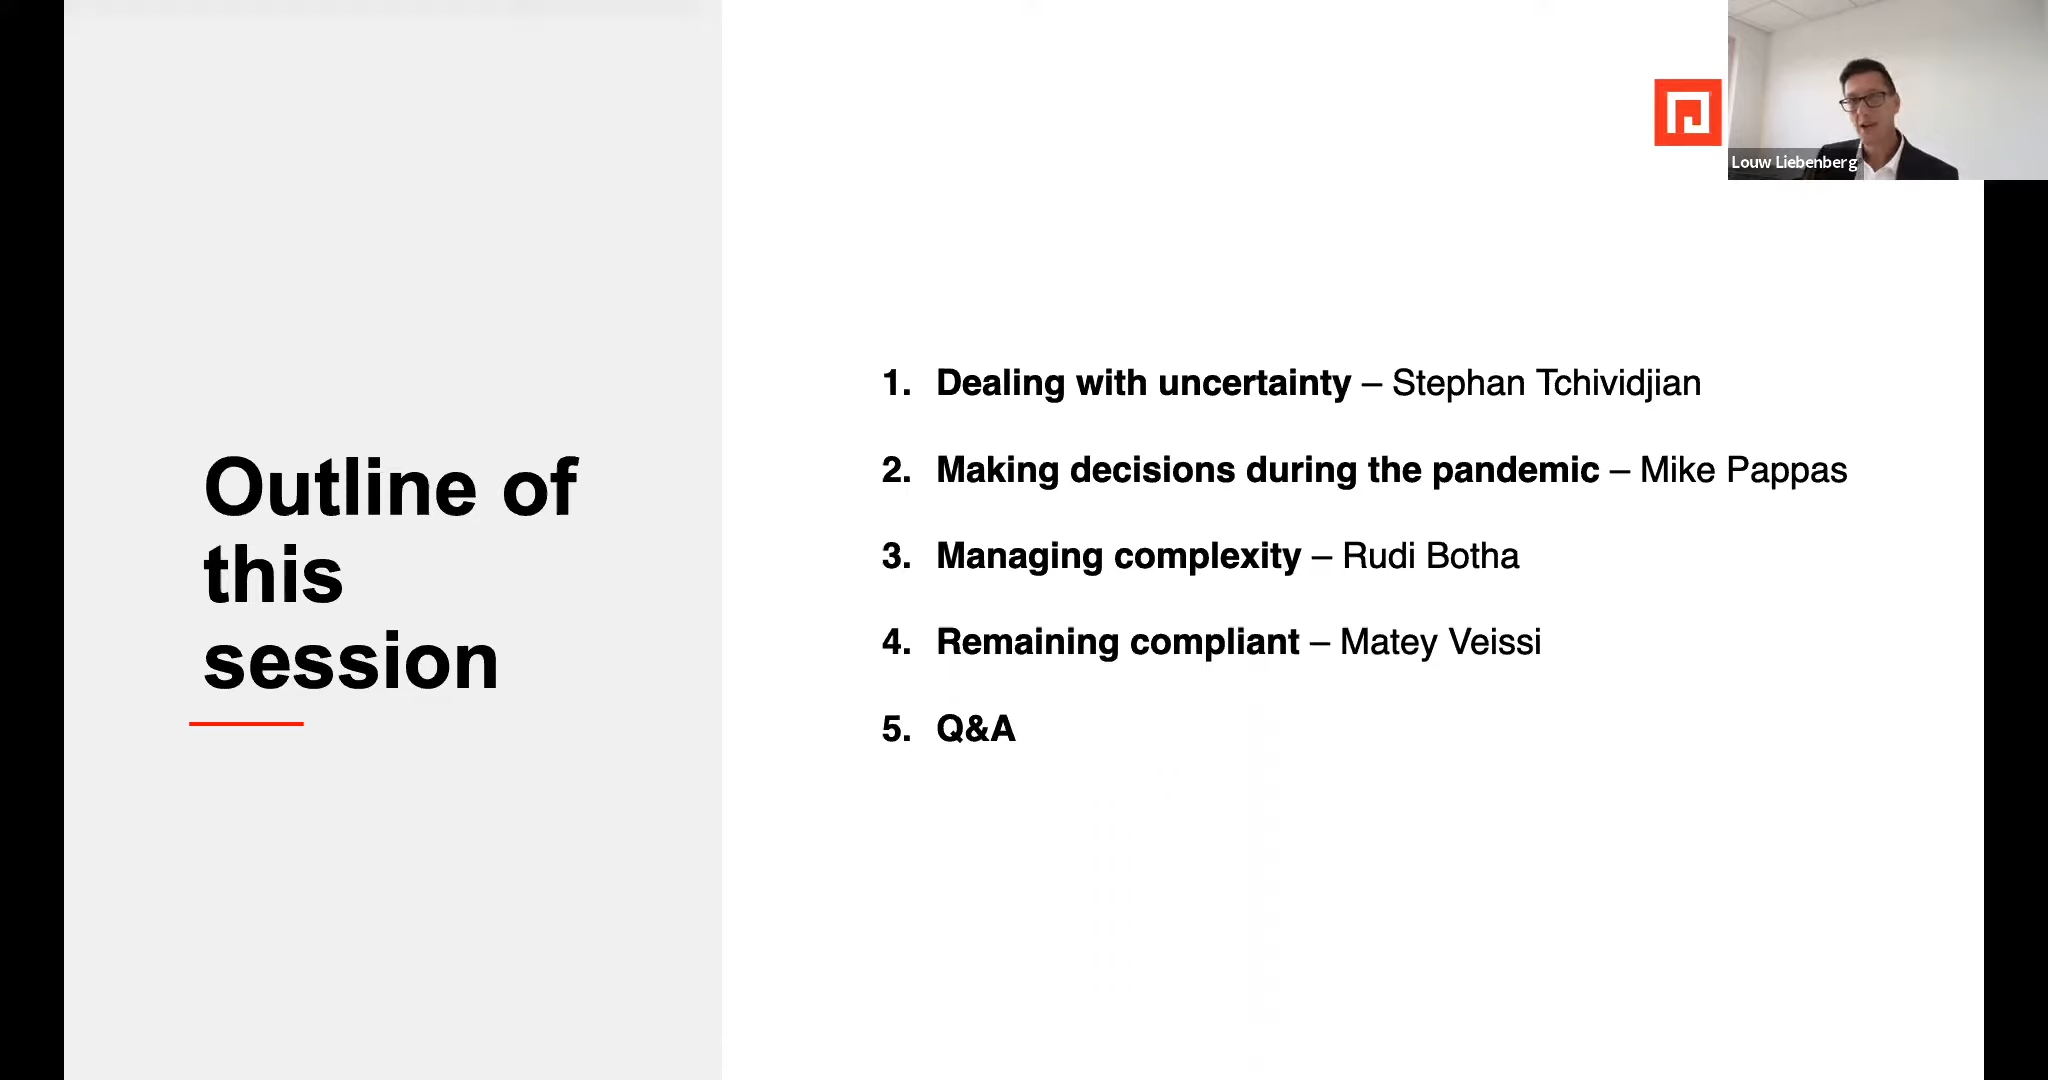 Outline of
this
session
1. Dealing with uncertainty – Stephan Tchividjian
2. Making decisions during the pandemic – Mike Pappas
3. Managing complexity – Rudi Botha
4. Remaining compliant – Matey Veissi
5. Q&A
Louw Liebenberg